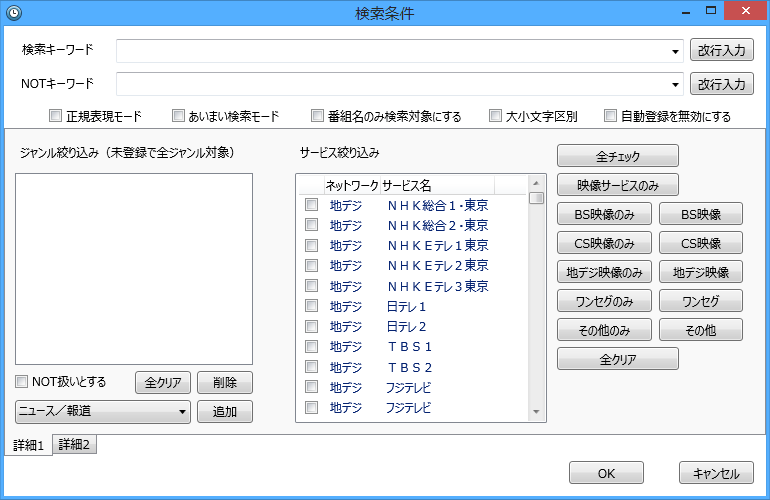 検索条件
検索キーワード
改行入力
NOTキーワード
改行入力
正規表現モード あいまい検索モード 番組名のみ検索対象にする 大小文字区別 自動登録を無効にする
ジャンル絞り込み（未登録で全ジャンル対象）
NOT扱いとする 全クリア 削除
ニュース／報道 追加
サービス絞り込み
ネットワーク サービス名
地デジ ＮＨＫ総合１・東京
地デジ ＮＨＫ総合２・東京
地デジ ＮＨＫＥテレ１東京
地デジ ＮＨＫＥテレ２東京
地デジ ＮＨＫＥテレ３東京
地デジ 日テレ１
地デジ 日テレ２
地デジ ＴＢＳ１
地デジ ＴＢＳ２
地デジ フジテレビ
地デジ フジテレビ
全チェック
映像サービスのみ
BS映像のみ BS映像
CS映像のみ CS映像
地デジ映像のみ 地デジ映像
ワンセグのみ ワンセグ
その他のみ その他
全クリア
詳細1 詳細2
OK キャンセル